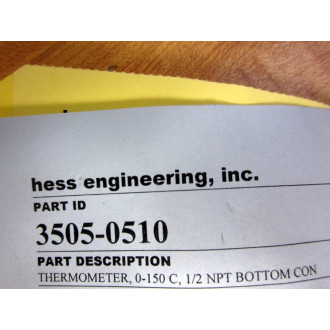 hess engineering, inc.
PART ID
3505-0510
PART DESCRIPTION
THERMOMETER, 0-150 C, 1/2 NPT BOTTOM CON